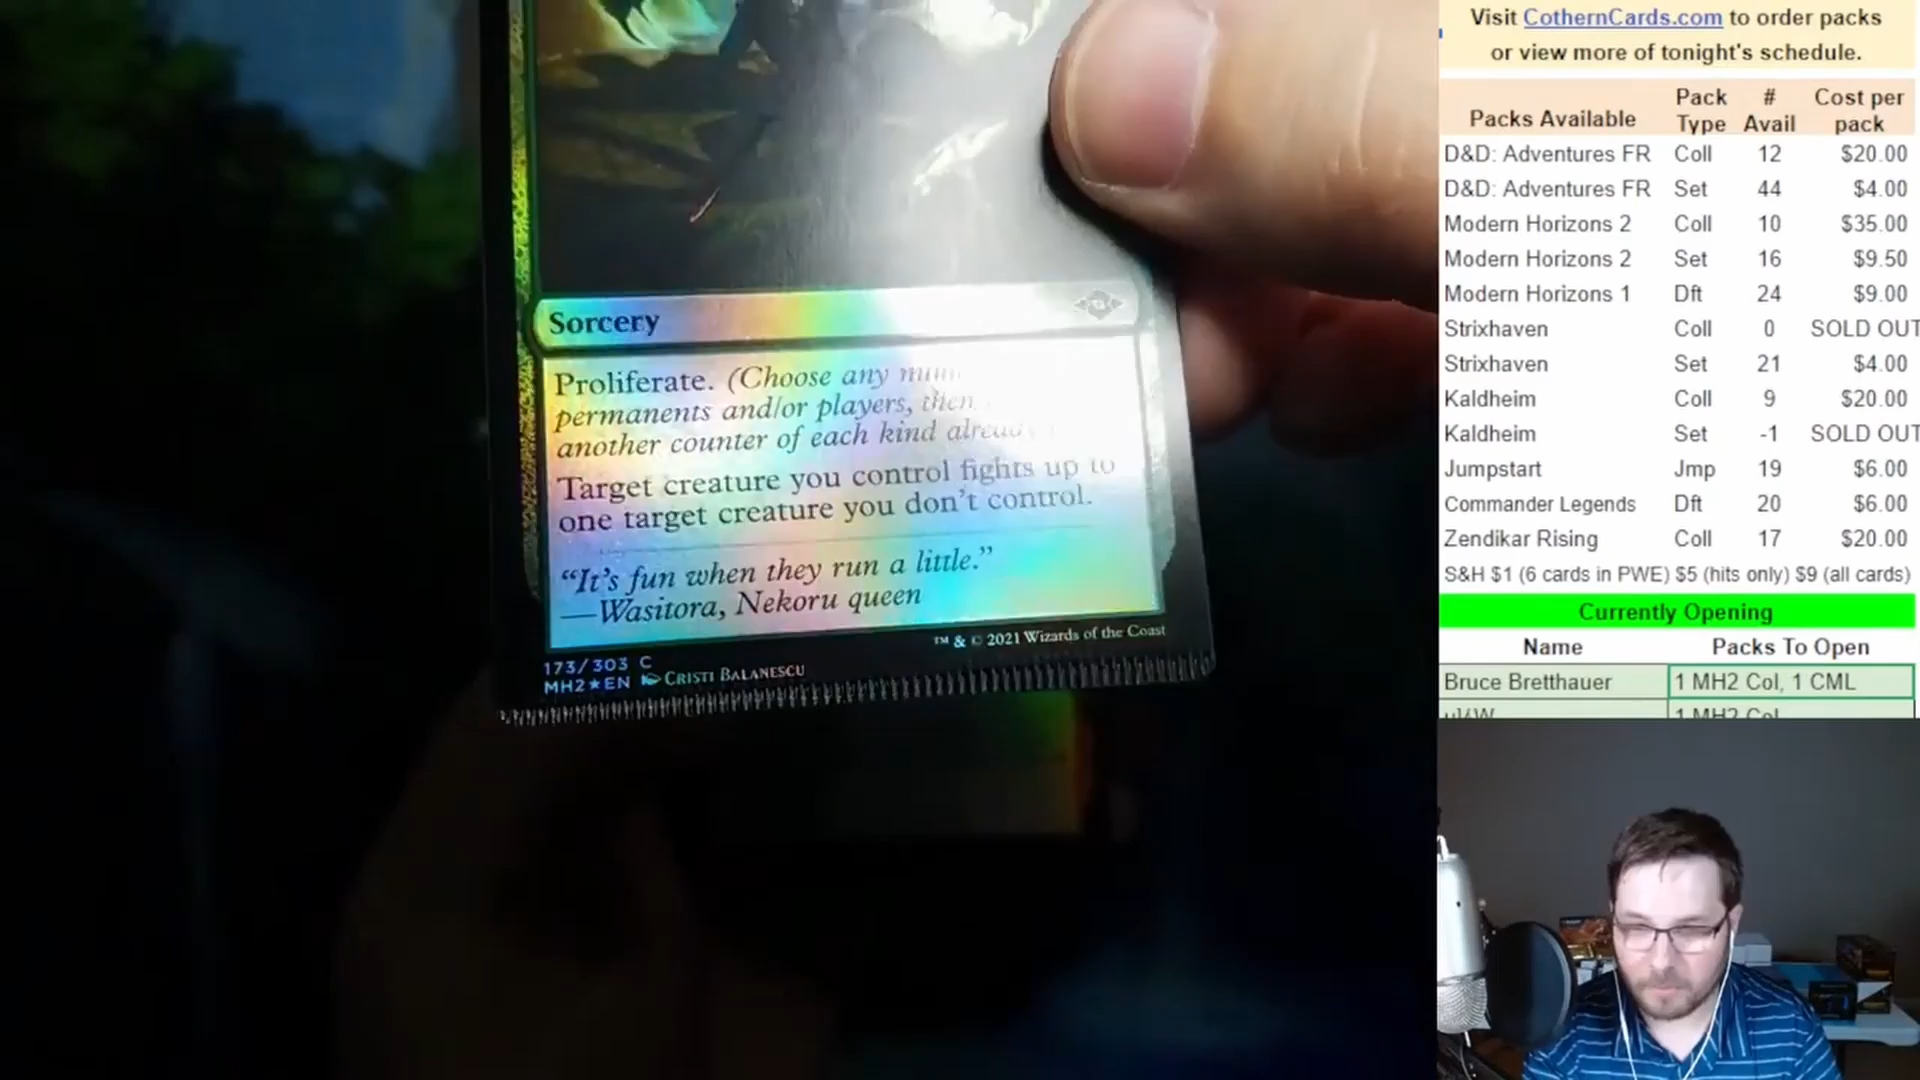 Sorcery
Proliferate. (Choose any
permanents and/or players, then
another counter of each kind
Target creature you control fights up to
one target creature you don't control.
"It's fun when they run a little."
—Wasitora, Nekoru queen
™ & © 2021 Wizards of the Coast
173/303 C
MH2★EN CRISTI BALANESCU
Visit CothernCards.com to order packs
or view more of tonight's schedule.
Packs Available Pack Type # Avail Cost per pack
D&D: Adventures FR Coll 12 $20.00
D&D: Adventures FR Set 44 $4.00
Modern Horizons 2 Coll 10 $35.00
Modern Horizons 2 Set 16 $9.50
Modern Horizons 1 Dft 24 $9.00
Strixhaven Coll 0 SOLD OUT
Strixhaven Set 21 $4.00
Kaldheim Coll 9 $20.00
Kaldheim Set -1 SOLD OUT
Jumpstart Jmp 19 $6.00
Commander Legends Dft 20 $6.00
Zendikar Rising Coll 17 $20.00
S&H $1 (6 cards in PWE) $5 (hits only) $9 (all cards)
Currently Opening
Name Packs To Open
Bruce Bretthauer 1 MH2 Col, 1 CML
1 MH2 Col